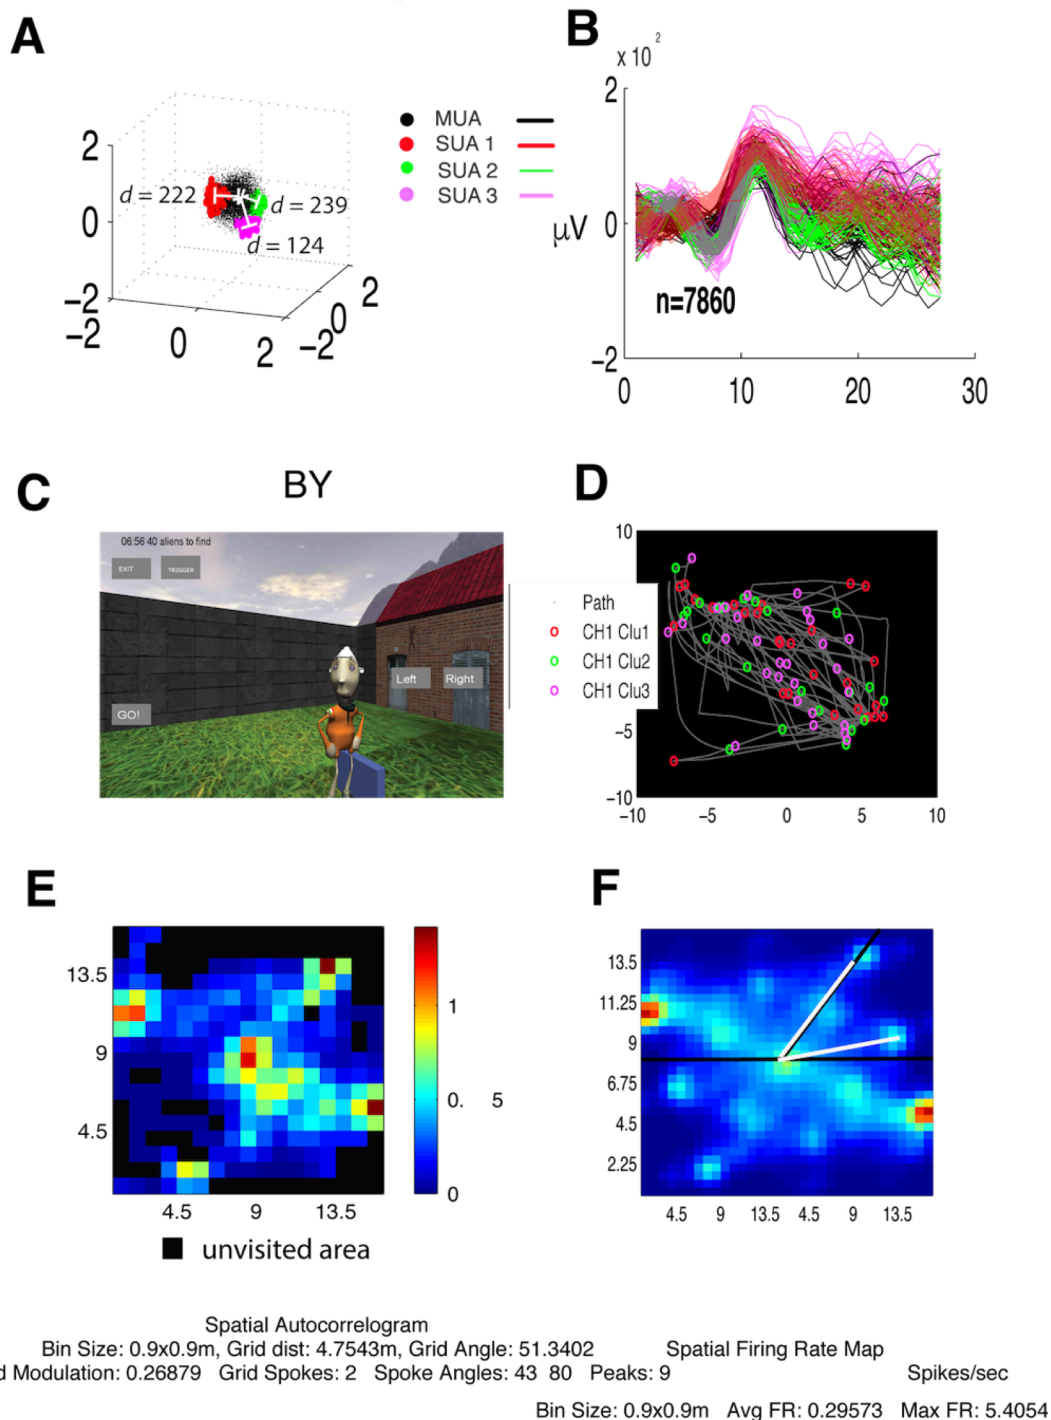 A
2
0
−2
−2
0
2
−2
0
2
d = 222
d = 239
d = 124
MUA
SUA 1
SUA 2
SUA 3
B
x 10 2
2
μV 0
−2
n=7860
0 10 20 30
C
BY
06:56 40 aliens to find
EXIT TRIGGER
Left Right
GO!
D
10
−5
−10
−10 −5 0 5 10
Path
CH1 Clu1
CH1 Clu2
CH1 Clu3
E
13.5
9
4.5
4.5 9 13.5
1
0. 5
0
unvisited area
F
13.5
11.25
9
6.75
4.5
2.25
4.5 9 13.5 4.5 9 13.5
Spatial Autocorrelogram
Bin Size: 0.9x0.9m, Grid dist: 4.7543m, Grid Angle: 51.3402
d Modulation: 0.26879 Grid Spokes: 2 Spoke Angles: 43 80 Peaks: 9
Spatial Firing Rate Map
Spikes/sec
Bin Size: 0.9x0.9m Avg FR: 0.29573 Max FR: 5.4054